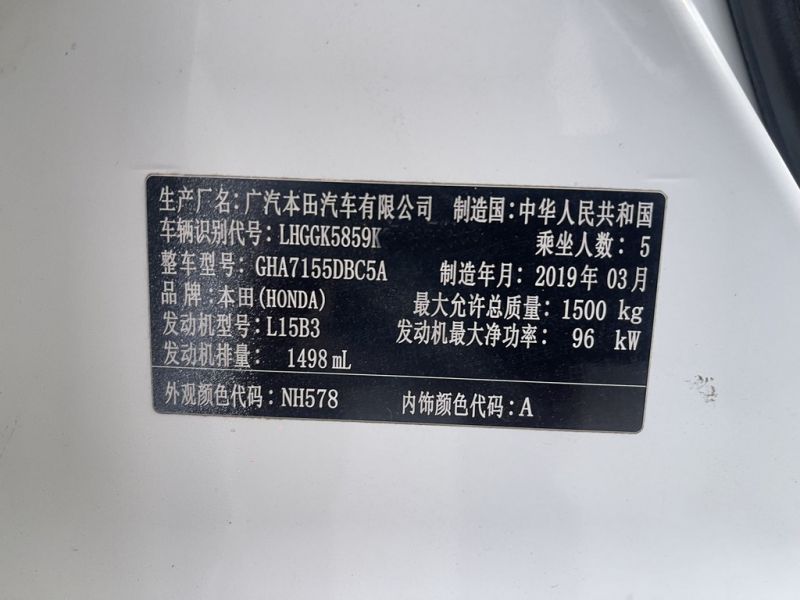 生产厂名：广汽本田汽车有限公司 制造国：中华人民共和国
车辆识别代号：LHGGK5859K 乘坐人数：5
整车型号：GHA7155DBC5A 制造年月：2019年 03月
品 牌：本田(HONDA) 最大允许总质量：1500 kg
发动机型号：L15B3 发动机最大净功率：96 kW
发动机排量：1498 mL
外观颜色代码：NH578 内饰颜色代码：A